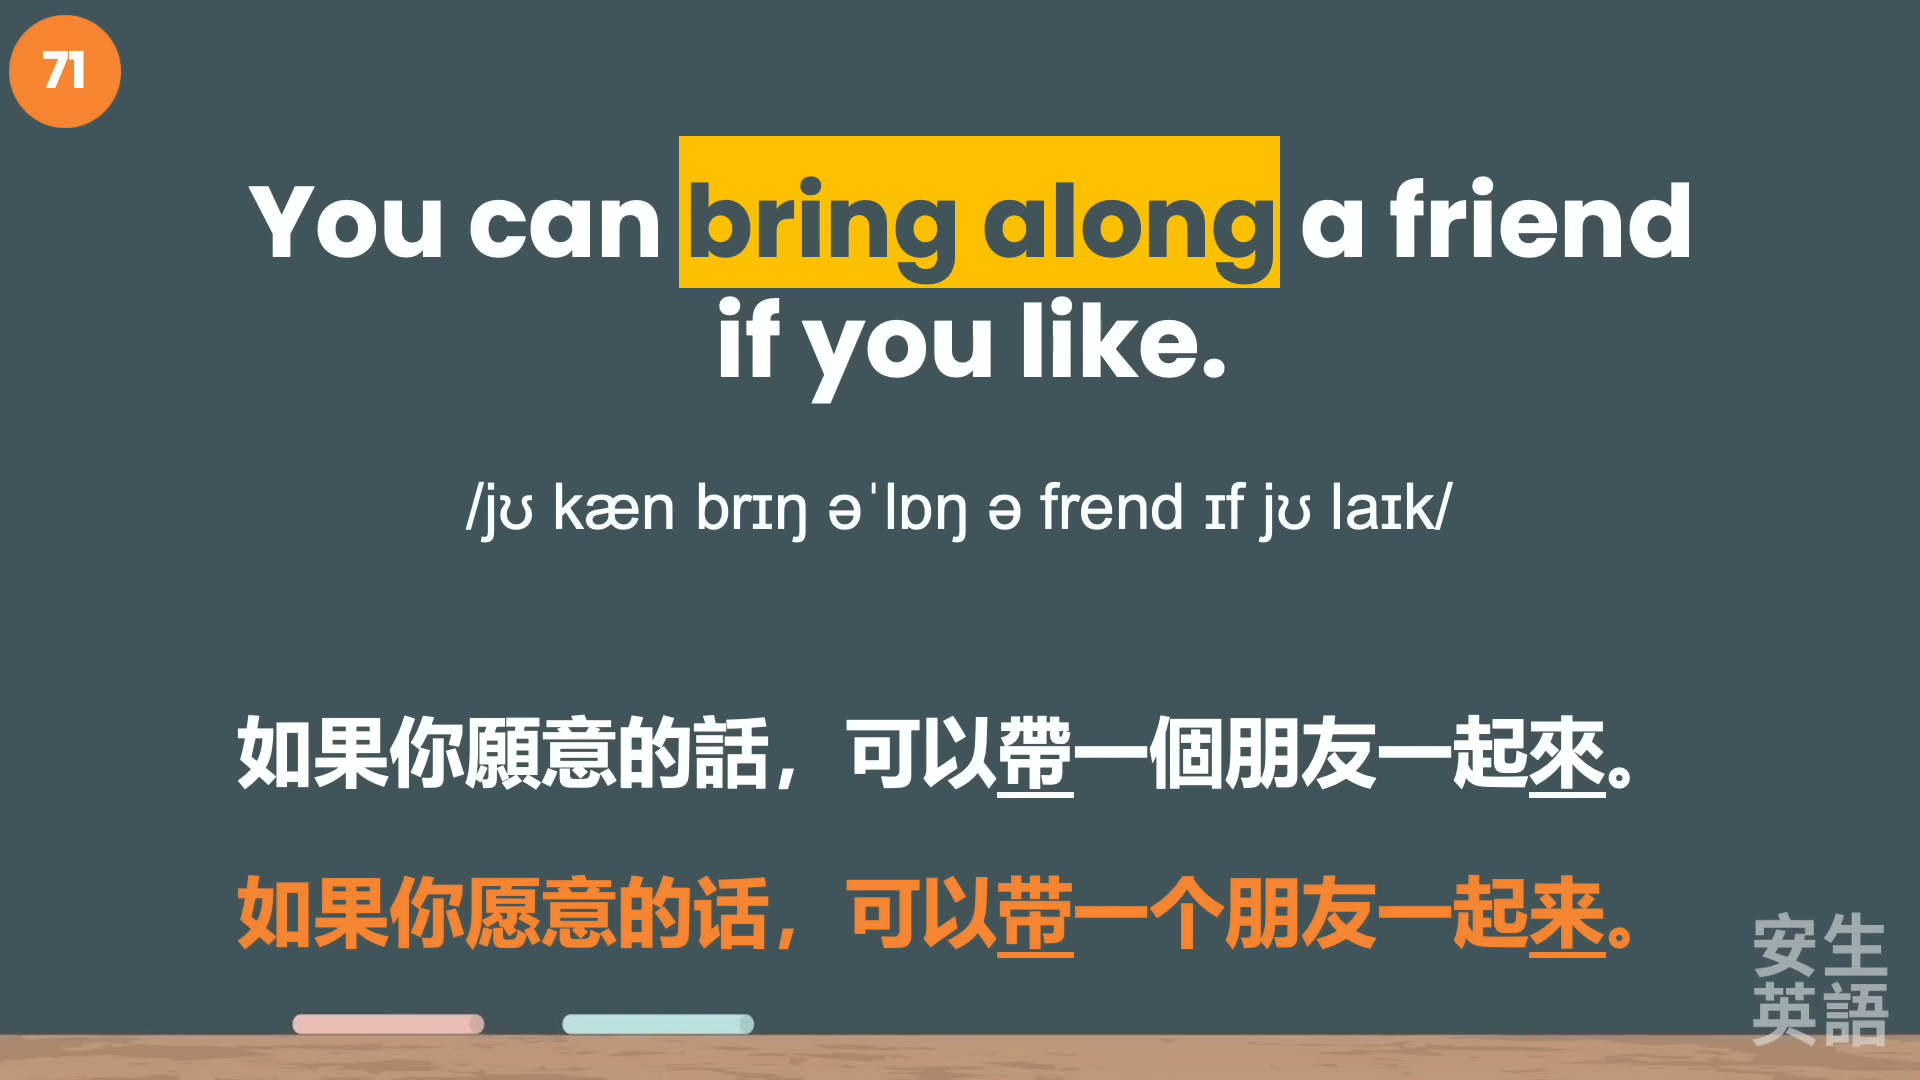 71
You can bring along a friend
if you like.
/jʊ kæn brɪŋ əˈlɒŋ ə frend ɪf jʊ laɪk/
如果你願意的話，可以帶一個朋友一起來。
如果你愿意的话，可以带一个朋友一起来。
安生
英語